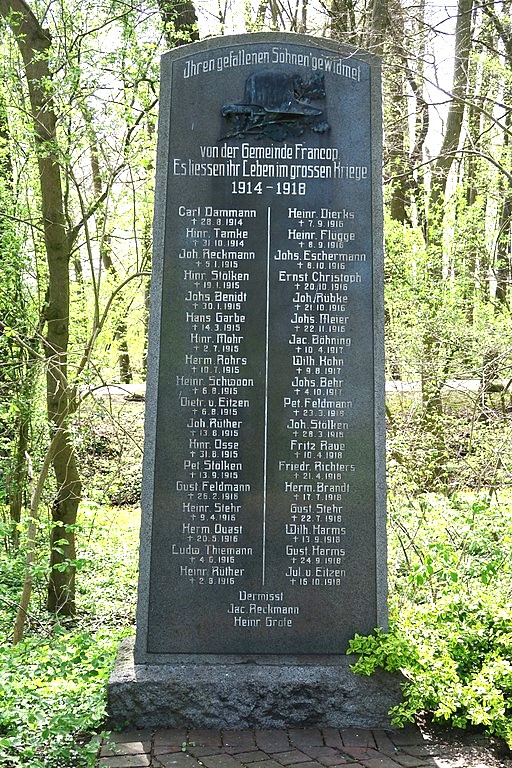 Ihren gefallenen Söhnen gewidmet
von der Gemeinde Francop.
Es liessen ihr Leben im grossen Kriege
1914 - 1918
Carl Dammann
† 28.8.1914
Hinr. Tamke
† 31.10.1914
Joh. Reckmann
† 5.1.1915
Hinr. Stölken
† 19.1.1915
Johs. Benidt
† 30.1.1915
Hans Garbe
† 14.3.1915
Hinr. Mohr
† 2.7.1915
Herm. Röhrs
† 10.7.1915
Heinr. Schwoon
† 6.8.1915
Dietr. v. Eitzen
† 6.8.1915
Joh. Rüther
† 13.8.1915
Hinr. Osse
† 31.8.1915
Pet. Stölken
† 13.9.1915
Gust. Feldmann
† 26.2.1916
Heinr. Stehr
† 9.4.1916
Herm. Quast
† 20.5.1916
Ludw. Thiemann
† 4.6.1916
Heinr. Rüther
† 2.8.1916
Heinr. Dierks
† 7.9.1916
Heinr. Flügge
† 8.9.1916
Johs. Eschermann
† 8.10.1916
Ernst Christoph
† 20.10.1916
Joh. Rübke
† 21.10.1916
Johs. Meier
† 22.11.1916
Jac. Böhning
† 10.4.1917
Wilh. Hohn
† 9.8.1917
Johs. Behr
† 4.10.1917
Pet. Feldmann
† 23.3.1918
Joh. Stölken
† 28.3.1918
Fritz Raue
† 10.4.1918
Friedr. Richters
† 21.4.1918
Herm. Brandt
† 17.7.1918
Gust. Stehr
† 22.7.1918
Wilh. Harms
† 13.9.1918
Gust. Harms
† 24.9.1918
Jul. v. Eitzen
† 16.10.1918
Vermisst
Jac. Reckmann
Heinr. Grote